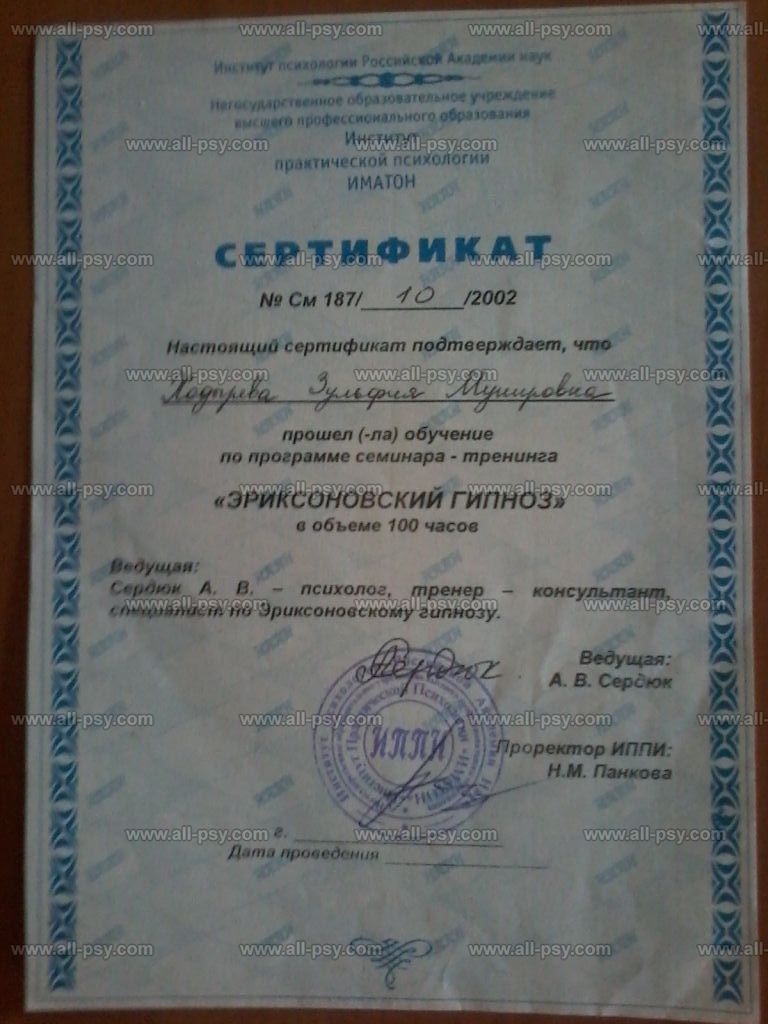 Институт психологии Российской Академии наук
Негосударственное образовательное учреждение
высшего профессионального образования
Институт
практической психологии
ИМАТОН
СЕРТИФИКАТ
№ См 187/ 10 /2002
Настоящий сертификат подтверждает, что
Зульфия Мунировна
прошел (-ла) обучение
по программе семинара - тренинга
«ЭРИКСОНОВСКИЙ ГИПНОЗ»
в объеме 100 часов
Ведущая:
Сердюк А. В. – психолог, тренер – консультант,
специалист по Эриксоновскому гипнозу.
Сердюк
Ведущая:
А. В. Сердюк
ИППИ
Проректор ИППИ:
Н.М. Панкова
г.
Дата проведения
www.all-psy.com